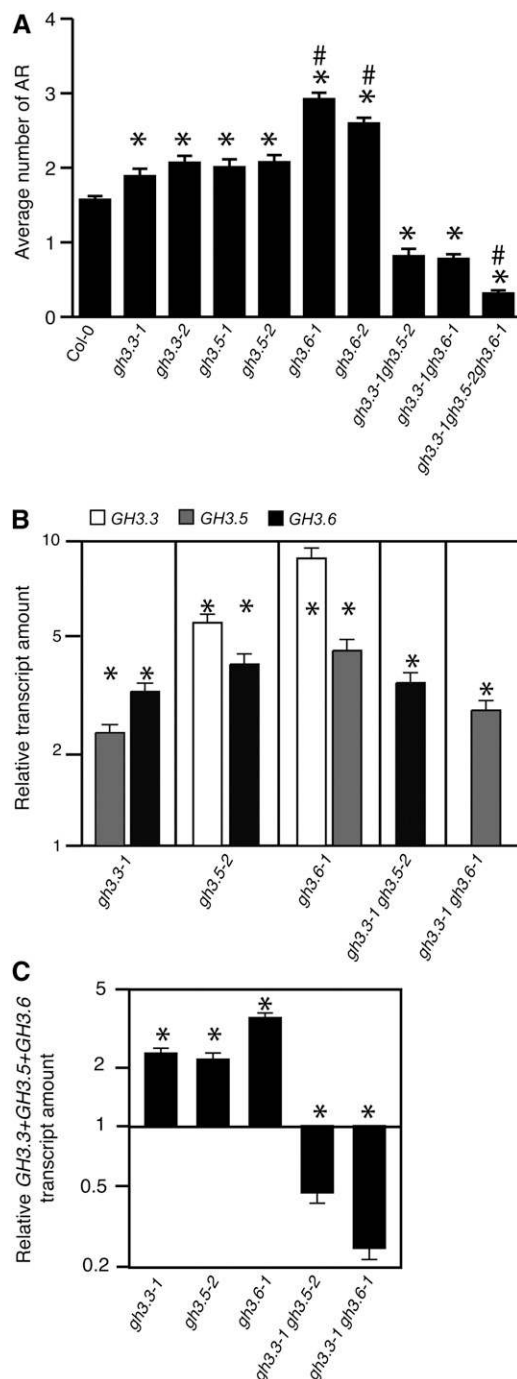 A
Average number of AR
4
3
2
1
0
* * * * # * # * * * # *
Col-0
gh3.3-1
gh3.3-2
gh3.5-1
gh3.5-2
gh3.6-1
gh3.6-2
gh3.3-1gh3.5-2
gh3.3-1gh3.6-1
gh3.3-1gh3.5-2gh3.6-1
B
GH3.3 GH3.5 GH3.6
Relative transcript amount
10
5
2
1
* * * * * * * *
gh3.3-1
gh3.5-2
gh3.6-1
gh3.3-1 gh3.5-2
gh3.3-1 gh3.6-1
C
Relative GH3.3+GH3.5+GH3.6
transcript amount
5
2
1
0.5
0.2
* * * * *
gh3.3-1
gh3.5-2
gh3.6-1
gh3.3-1 gh3.5-2
gh3.3-1 gh3.6-1